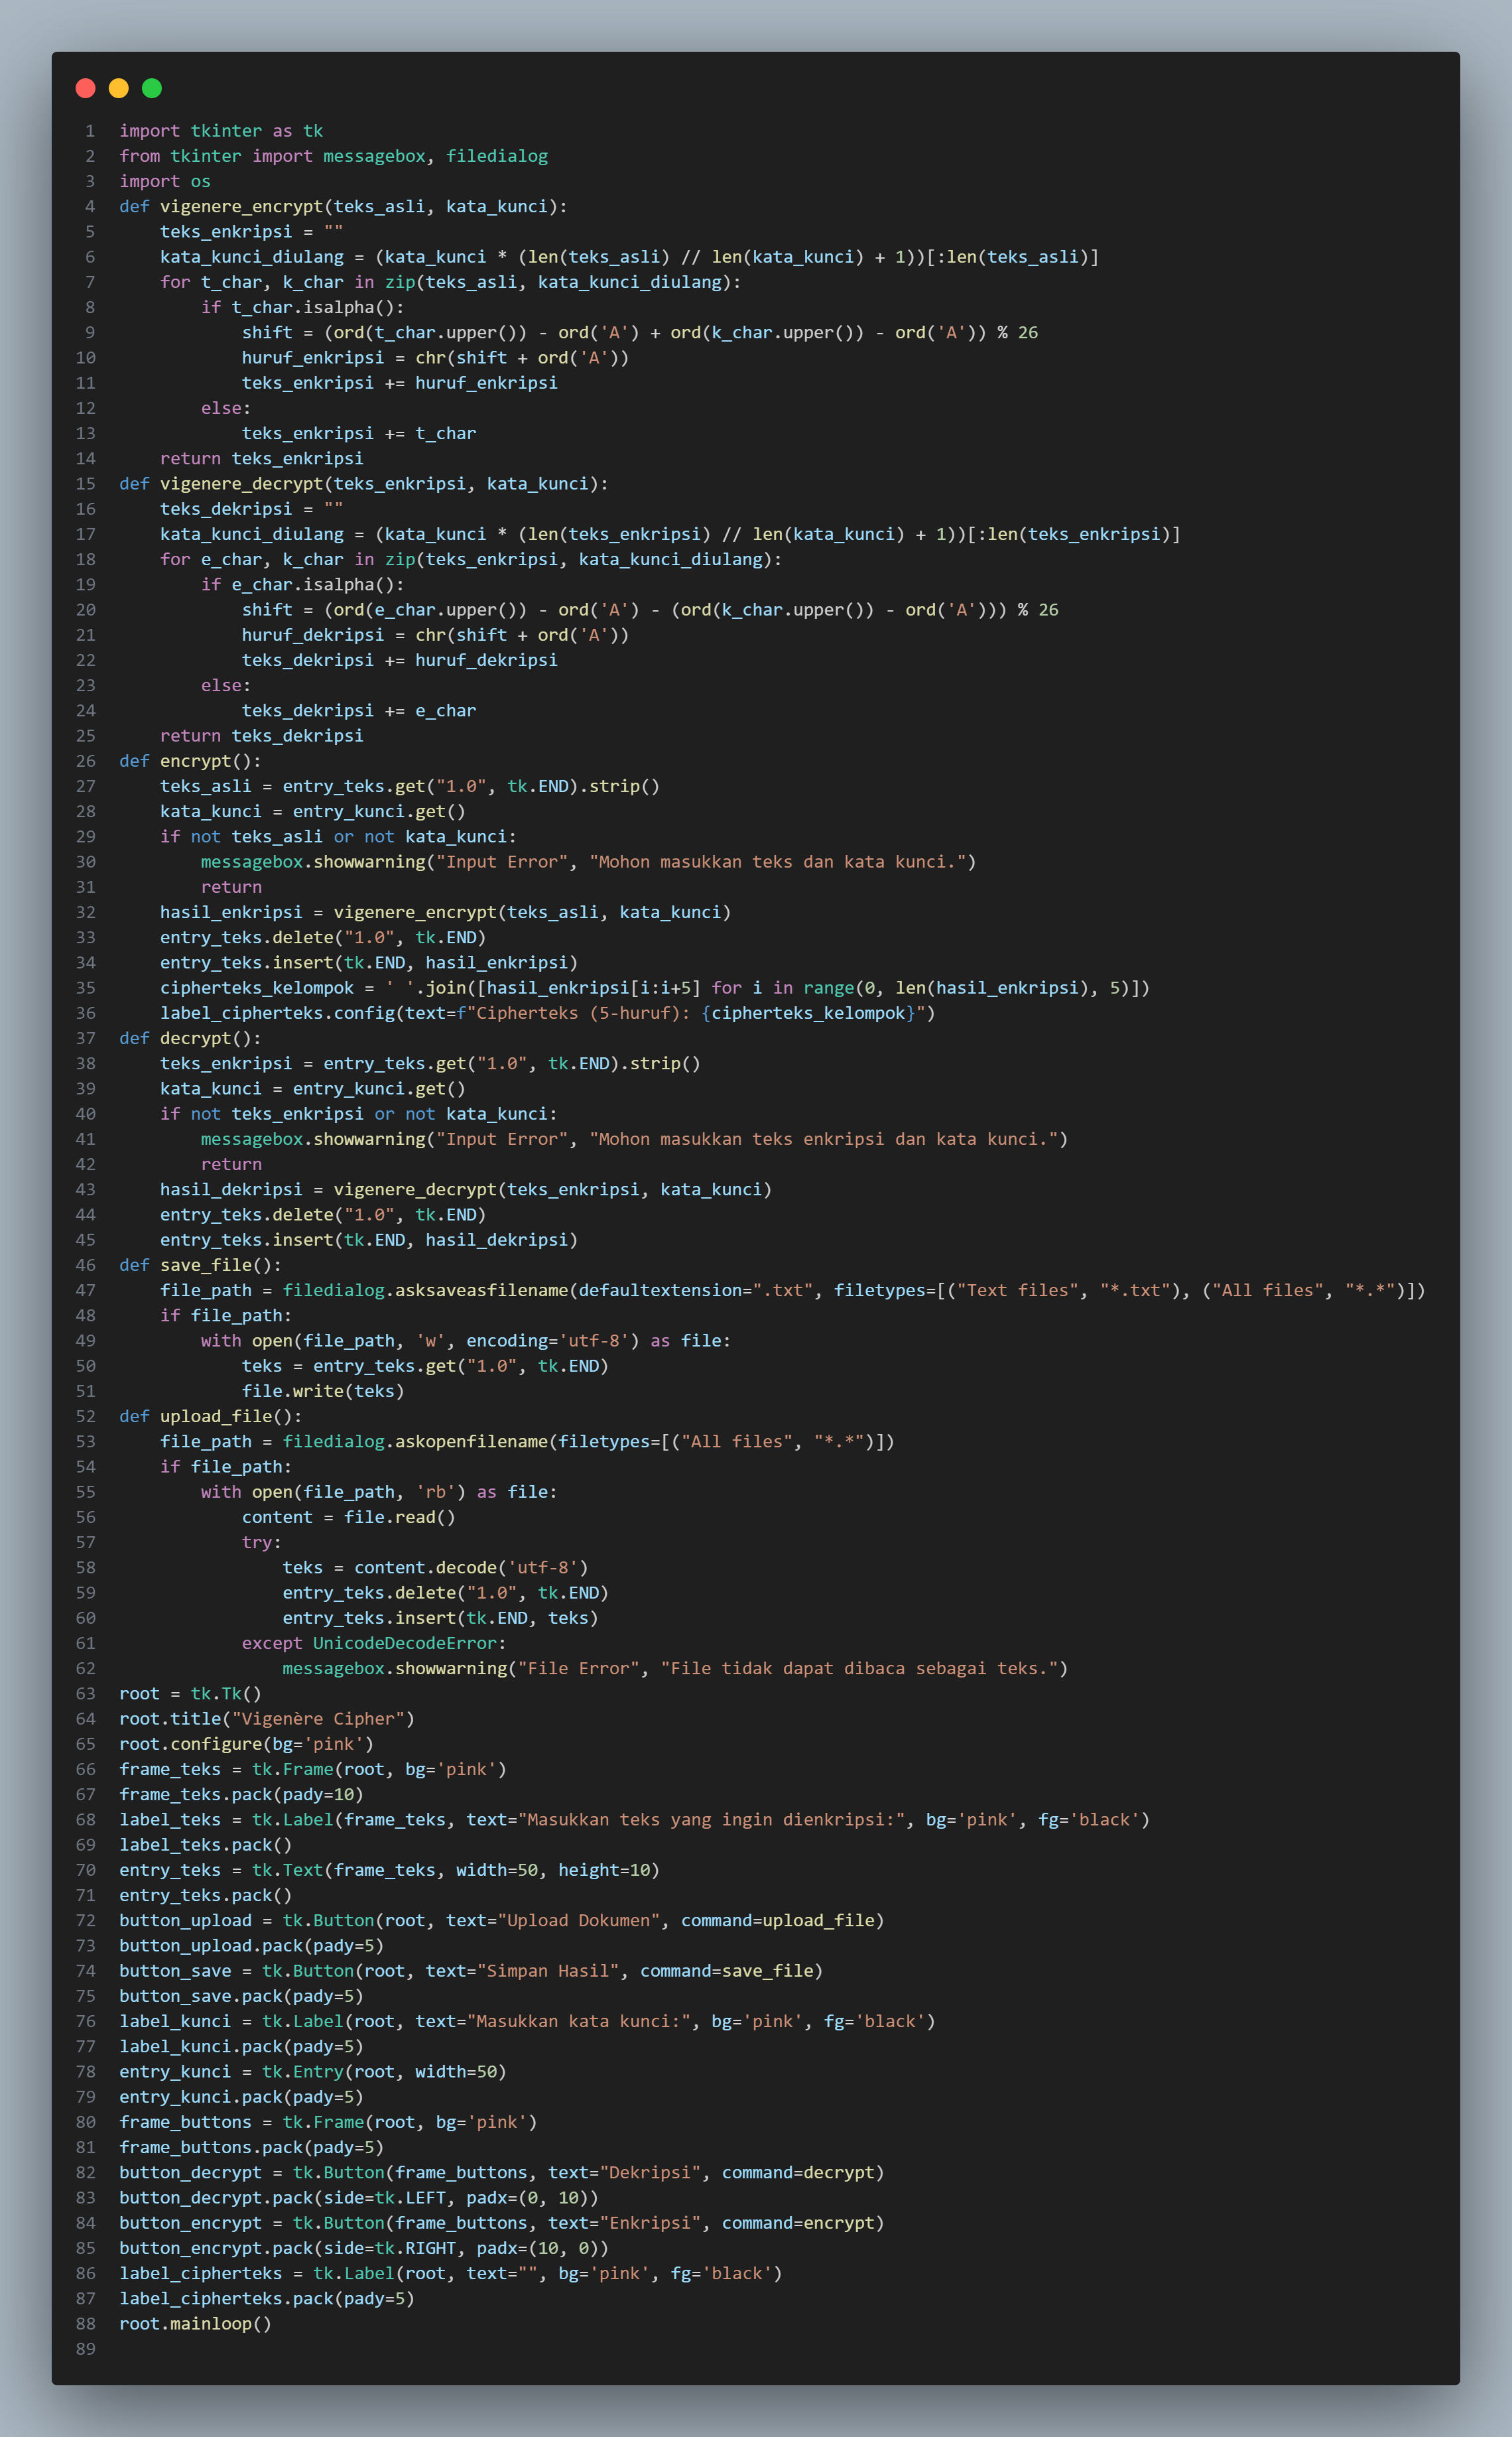 1 import tkinter as tk
2 from tkinter import messagebox, filedialog
3 import os
4 def vigenere_encrypt(teks_asli, kata_kunci):
5     teks_enkripsi = ""
6     kata_kunci_diulang = (kata_kunci * (len(teks_asli) // len(kata_kunci) + 1))[:len(teks_asli)]
7     for t_char, k_char in zip(teks_asli, kata_kunci_diulang):
8         if t_char.isalpha():
9             shift = (ord(t_char.upper()) - ord('A') + ord(k_char.upper()) - ord('A')) % 26
10             huruf_enkripsi = chr(shift + ord('A'))
11             teks_enkripsi += huruf_enkripsi
12         else:
13             teks_enkripsi += t_char
14     return teks_enkripsi
15 def vigenere_decrypt(teks_enkripsi, kata_kunci):
16     teks_dekripsi = ""
17     kata_kunci_diulang = (kata_kunci * (len(teks_enkripsi) // len(kata_kunci) + 1))[:len(teks_enkripsi)]
18     for e_char, k_char in zip(teks_enkripsi, kata_kunci_diulang):
19         if e_char.isalpha():
20             shift = (ord(e_char.upper()) - ord('A') - (ord(k_char.upper()) - ord('A'))) % 26
21             huruf_dekripsi = chr(shift + ord('A'))
22             teks_dekripsi += huruf_dekripsi
23         else:
24             teks_dekripsi += e_char
25     return teks_dekripsi
26 def encrypt():
27     teks_asli = entry_teks.get("1.0", tk.END).strip()
28     kata_kunci = entry_kunci.get()
29     if not teks_asli or not kata_kunci:
30         messagebox.showwarning("Input Error", "Mohon masukkan teks dan kata kunci.")
31         return
32     hasil_enkripsi = vigenere_encrypt(teks_asli, kata_kunci)
33     entry_teks.delete("1.0", tk.END)
34     entry_teks.insert(tk.END, hasil_enkripsi)
35     cipherteks_kelompok = ' '.join([hasil_enkripsi[i:i+5] for i in range(0, len(hasil_enkripsi), 5)])
36     label_cipherteks.config(text=f"Cipherteks (5-huruf): {cipherteks_kelompok}")
37 def decrypt():
38     teks_enkripsi = entry_teks.get("1.0", tk.END).strip()
39     kata_kunci = entry_kunci.get()
40     if not teks_enkripsi or not kata_kunci:
41         messagebox.showwarning("Input Error", "Mohon masukkan teks enkripsi dan kata kunci.")
42         return
43     hasil_dekripsi = vigenere_decrypt(teks_enkripsi, kata_kunci)
44     entry_teks.delete("1.0", tk.END)
45     entry_teks.insert(tk.END, hasil_dekripsi)
46 def save_file():
47     file_path = filedialog.asksaveasfilename(defaultextension=".txt", filetypes=[("Text files", "*.txt"), ("All files", "*.*")])
48     if file_path:
49         with open(file_path, 'w', encoding='utf-8') as file:
50             teks = entry_teks.get("1.0", tk.END)
51             file.write(teks)
52 def upload_file():
53     file_path = filedialog.askopenfilename(filetypes=[("All files", "*.*")])
54     if file_path:
55         with open(file_path, 'rb') as file:
56             content = file.read()
57             try:
58                 teks = content.decode('utf-8')
59                 entry_teks.delete("1.0", tk.END)
60                 entry_teks.insert(tk.END, teks)
61             except UnicodeDecodeError:
62                 messagebox.showwarning("File Error", "File tidak dapat dibaca sebagai teks.")
63 root = tk.Tk()
64 root.title("Vigenère Cipher")
65 root.configure(bg='pink')
66 frame_teks = tk.Frame(root, bg='pink')
67 frame_teks.pack(pady=10)
68 label_teks = tk.Label(frame_teks, text="Masukkan teks yang ingin dienkripsi:", bg='pink', fg='black')
69 label_teks.pack()
70 entry_teks = tk.Text(frame_teks, width=50, height=10)
71 entry_teks.pack()
72 button_upload = tk.Button(root, text="Upload Dokumen", command=upload_file)
73 button_upload.pack(pady=5)
74 button_save = tk.Button(root, text="Simpan Hasil", command=save_file)
75 button_save.pack(pady=5)
76 label_kunci = tk.Label(root, text="Masukkan kata kunci:", bg='pink', fg='black')
77 label_kunci.pack(pady=5)
78 entry_kunci = tk.Entry(root, width=50)
79 entry_kunci.pack(pady=5)
80 frame_buttons = tk.Frame(root, bg='pink')
81 frame_buttons.pack(pady=5)
82 button_decrypt = tk.Button(frame_buttons, text="Dekripsi", command=decrypt)
83 button_decrypt.pack(side=tk.LEFT, padx=(0, 10))
84 button_encrypt = tk.Button(frame_buttons, text="Enkripsi", command=encrypt)
85 button_encrypt.pack(side=tk.RIGHT, padx=(10, 0))
86 label_cipherteks = tk.Label(root, text="", bg='pink', fg='black')
87 label_cipherteks.pack(pady=5)
88 root.mainloop()
89